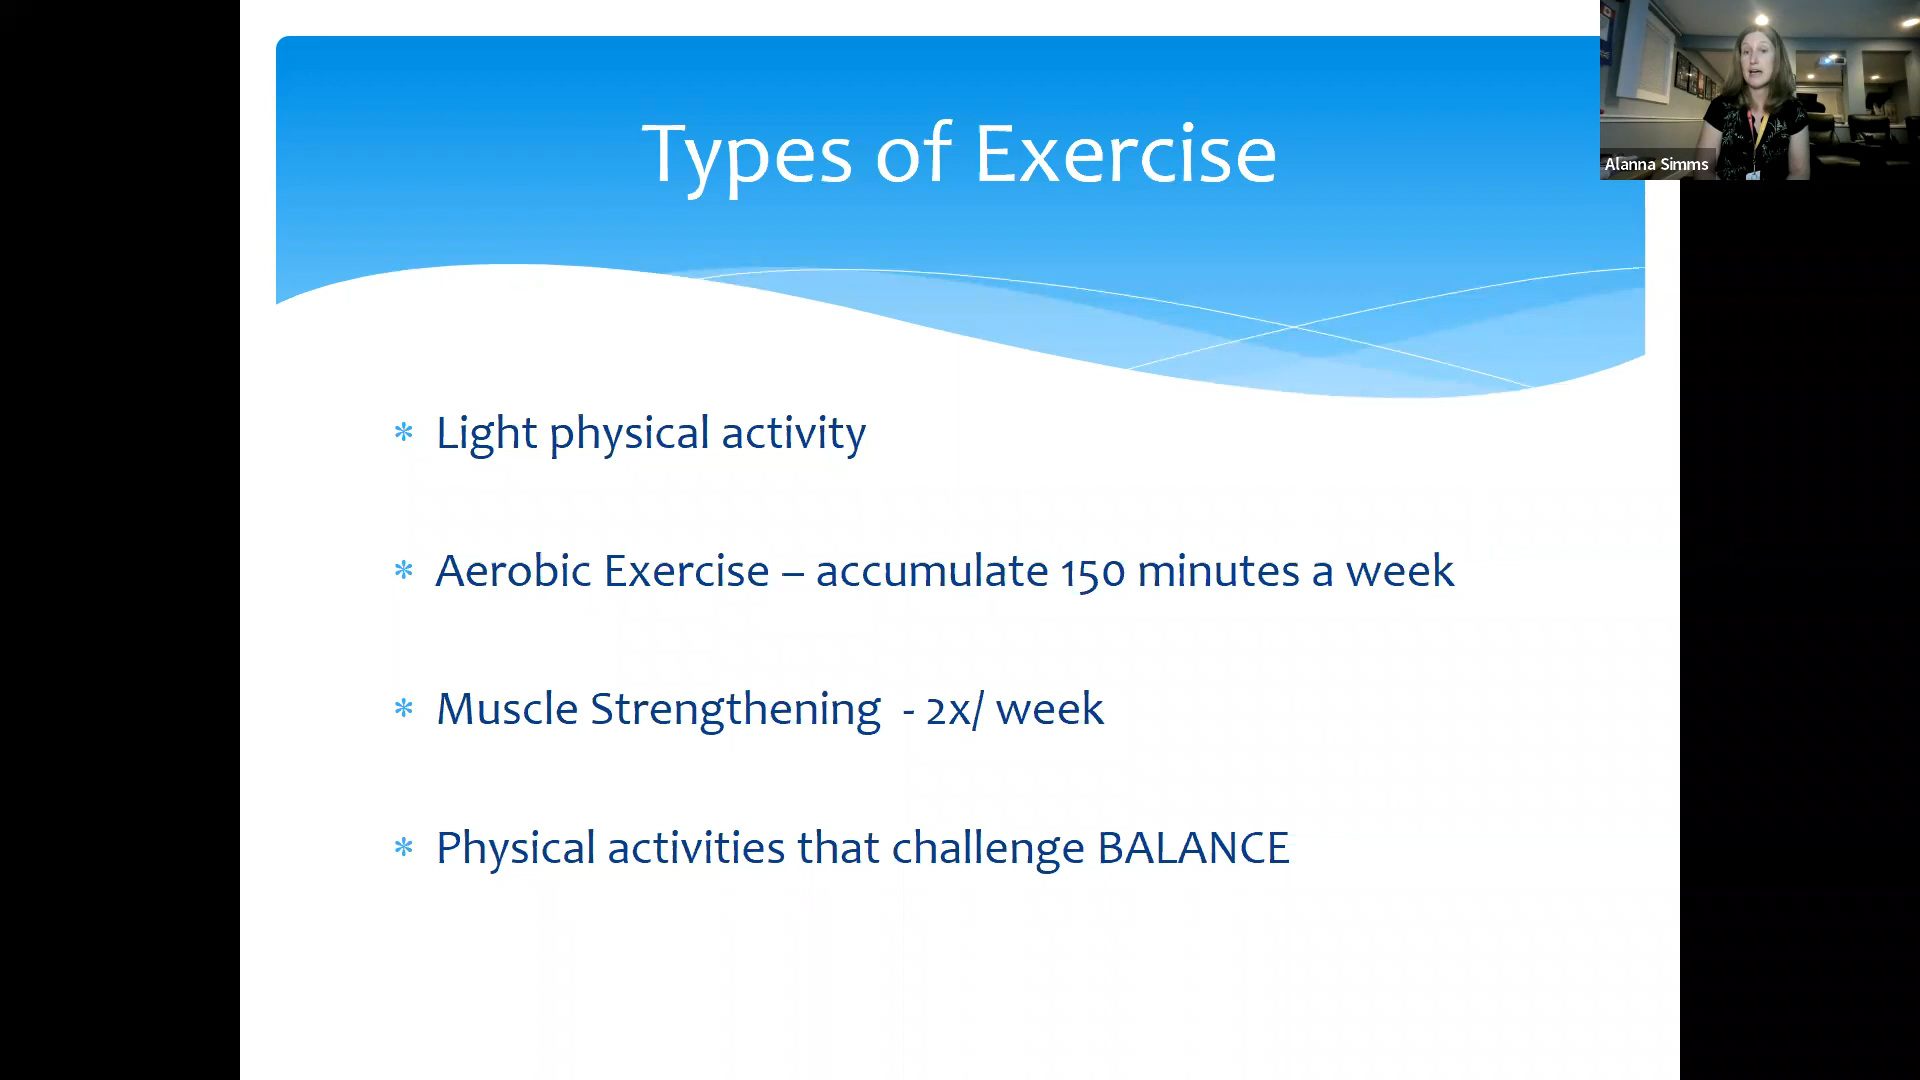 Types of Exercise
Alanna Simms
* Light physical activity
* Aerobic Exercise – accumulate 150 minutes a week
* Muscle Strengthening  - 2x/ week
* Physical activities that challenge BALANCE